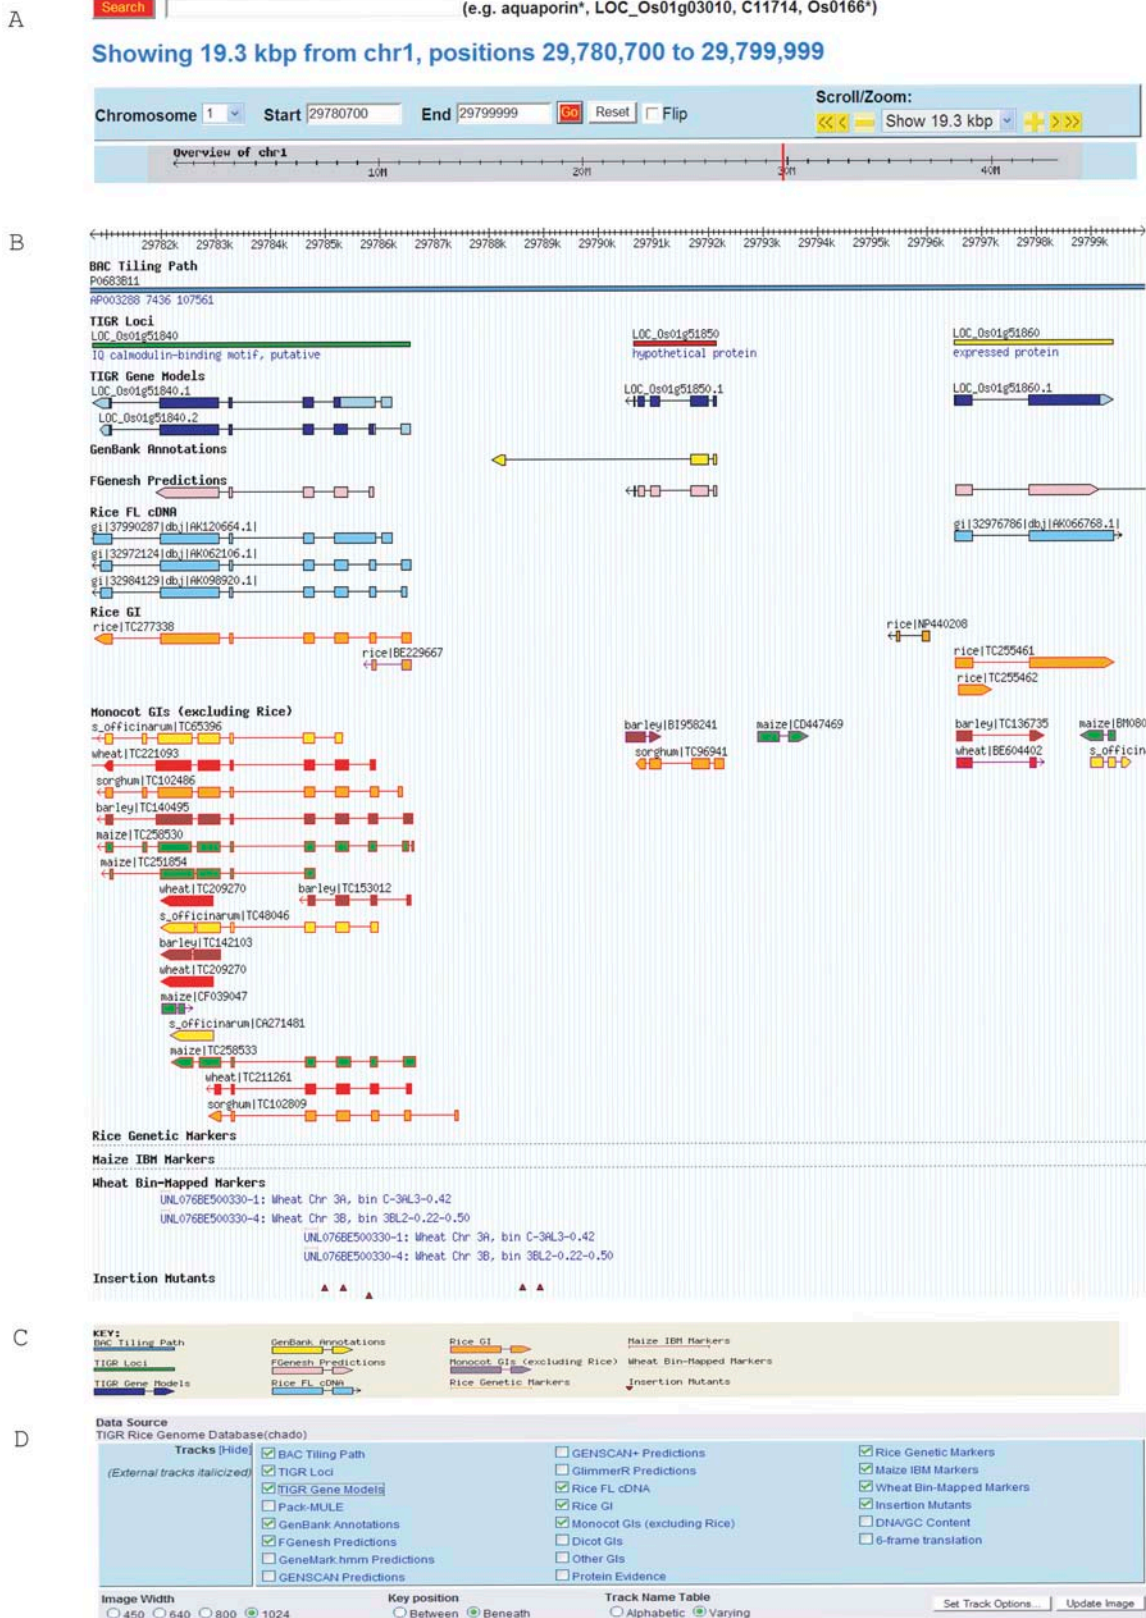 A
Search
(e.g. aquaporin*, LOC_Os01g03010, C11714, Os0166*)
Showing 19.3 kbp from chr1, positions 29,780,700 to 29,799,999
Chromosome 1 Start 29780700 End 29799999 Go Reset Flip
Scroll/Zoom:
<< < Show 19.3 kbp > >>
Overview of chr1
10M 20M 30M 40M
B
29782k 29783k 29784k 29785k 29786k 29787k 29788k 29789k 29790k 29791k 29792k 29793k 29794k 29795k 29796k 29797k 29798k 29799k
BAC Tiling Path
P0683B11
AP003288 7436 107561
TIGR Loci
LOC_Os01g51840 LOC_Os01g51850 LOC_Os01g51860
IQ calmodulin-binding motif, putative hypothetical protein expressed protein
TIGR Gene Models
LOC_Os01g51840.1 LOC_Os01g51850.1 LOC_Os01g51860.1
LOC_Os01g51840.2
GenBank Annotations
FGenesh Predictions
Rice FL cDNA
gi|37990287|dbj|AK120664.1| gi|32976786|dbj|AK066768.1|
gi|32972124|dbj|AK062106.1|
gi|32984129|dbj|AK098920.1|
Rice GI
rice|TC277338 rice|NP440208
rice|BE229667 rice|TC255461
rice|TC255462
Monocot GIs (excluding Rice)
s_officinarum|TC65396 barley|BI958241 maize|CD447469 barley|TC136735 maize|BM080
wheat|TC221093 sorghum|TC96941 wheat|BE604402 s_officin
sorghum|TC102486
barley|TC140495
maize|TC258530
maize|TC251854
wheat|TC209270 barley|TC153012
s_officinarum|TC48046
barley|TC142103
wheat|TC209270
maize|CF039047
s_officinarum|CA271481
maize|TC258533
wheat|TC211261
sorghum|TC102809
Rice Genetic Markers
Maize IBM Markers
Wheat Bin-Mapped Markers
UNL076BE500330-1: Wheat Chr 3A, bin C-3AL3-0.42
UNL076BE500330-4: Wheat Chr 3B, bin 3BL2-0.22-0.50
UNL076BE500330-1: Wheat Chr 3A, bin C-3AL3-0.42
UNL076BE500330-4: Wheat Chr 3B, bin 3BL2-0.22-0.50
Insertion Mutants
C
KEY:
BAC Tiling Path GenBank Annotations Rice GI Maize IBM Markers
TIGR Loci FGenesh Predictions Monocot GIs (excluding Rice) Wheat Bin-Mapped Markers
TIGR Gene Models Rice FL cDNA Rice Genetic Markers Insertion Mutants
D
Data Source
TIGR Rice Genome Database(chado)
Tracks [Hide] BAC Tiling Path GENSCAN+ Predictions Rice Genetic Markers
(External tracks italicized) TIGR Loci GlimmerR Predictions Maize IBM Markers
TIGR Gene Models Rice FL cDNA Wheat Bin-Mapped Markers
Pack-MULE Rice GI Insertion Mutants
GenBank Annotations Monocot GIs (excluding Rice) DNA/GC Content
FGenesh Predictions Dicot GIs 6-frame translation
GeneMark.hmm Predictions Other GIs
GENSCAN Predictions Protein Evidence
Image Width Key position Track Name Table
450 640 800 1024 Between Beneath Alphabetic Varying Set Track Options... Update Image